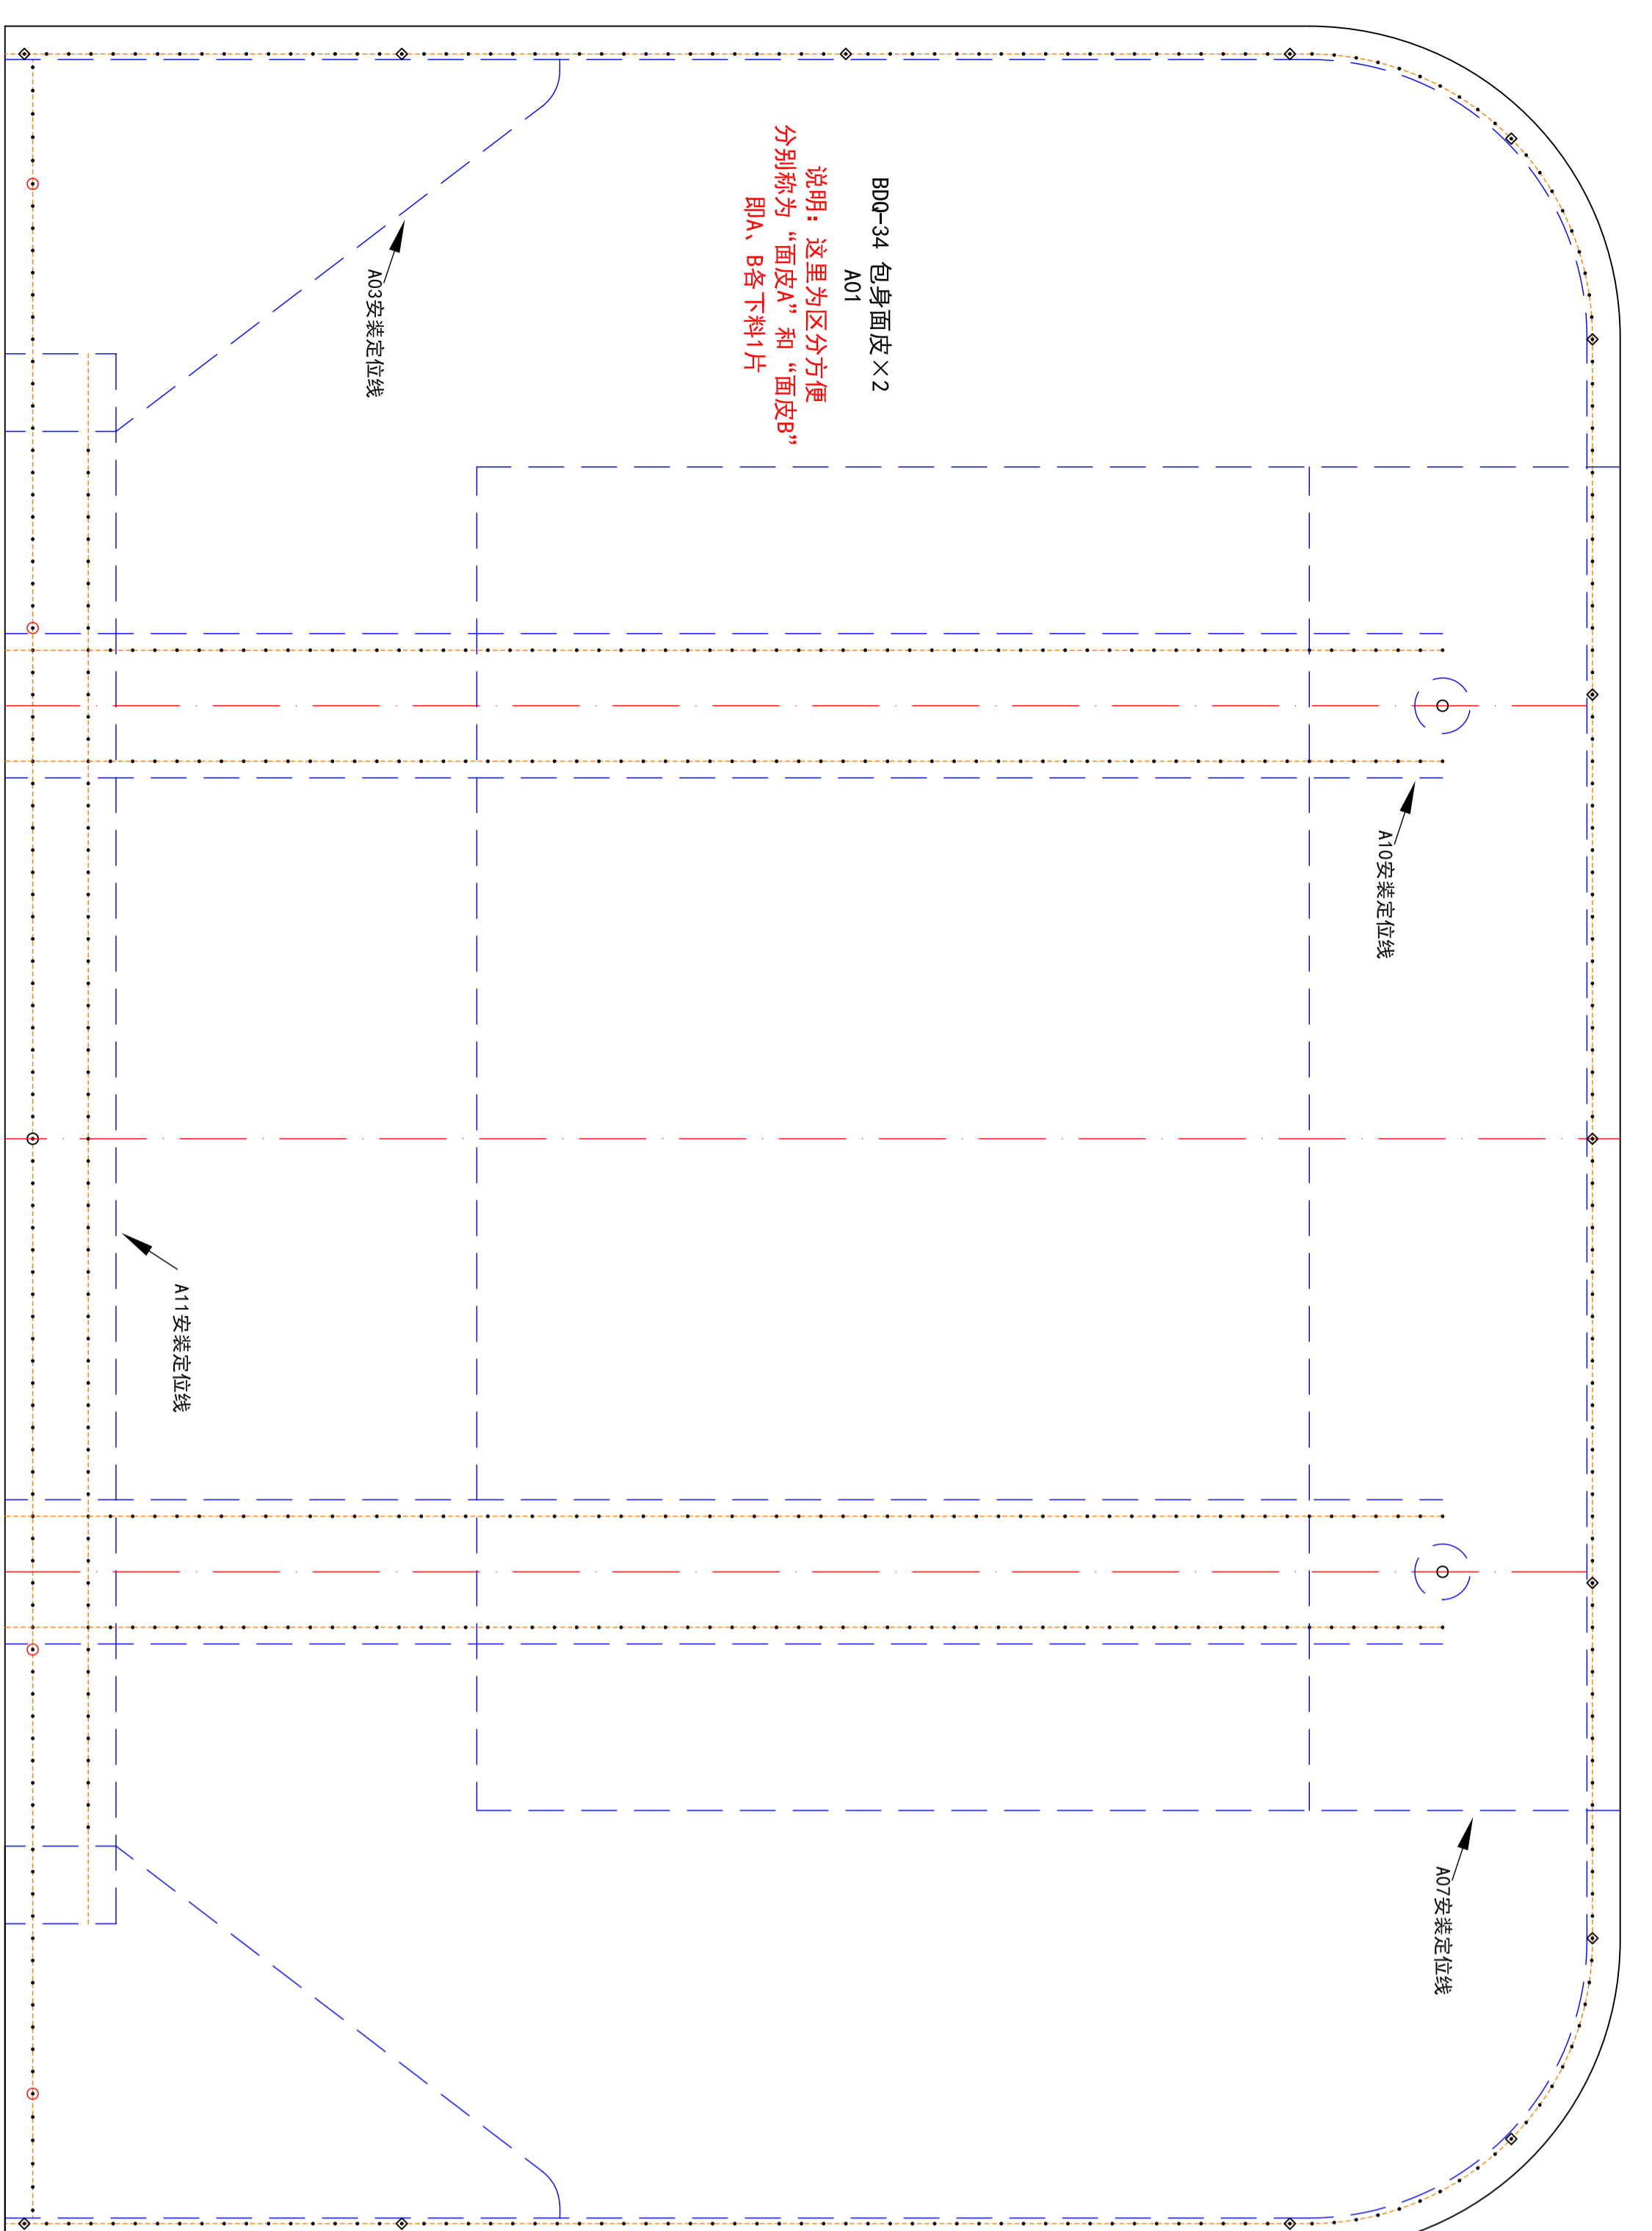 BDQ-34 包身面皮×2
A01
说明：这里为区分方便
分别称为“面皮A”和“面皮B”
即A、B各下料1片
A03安装定位线
A10安装定位线
A11安装定位线
A07安装定位线